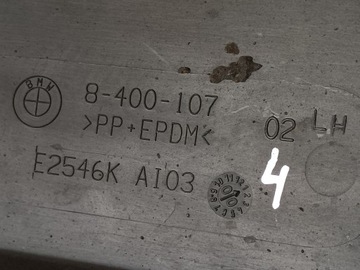 BMW
8-400-107
>PP+EPDM<
02 LH
E2546K AI03
4